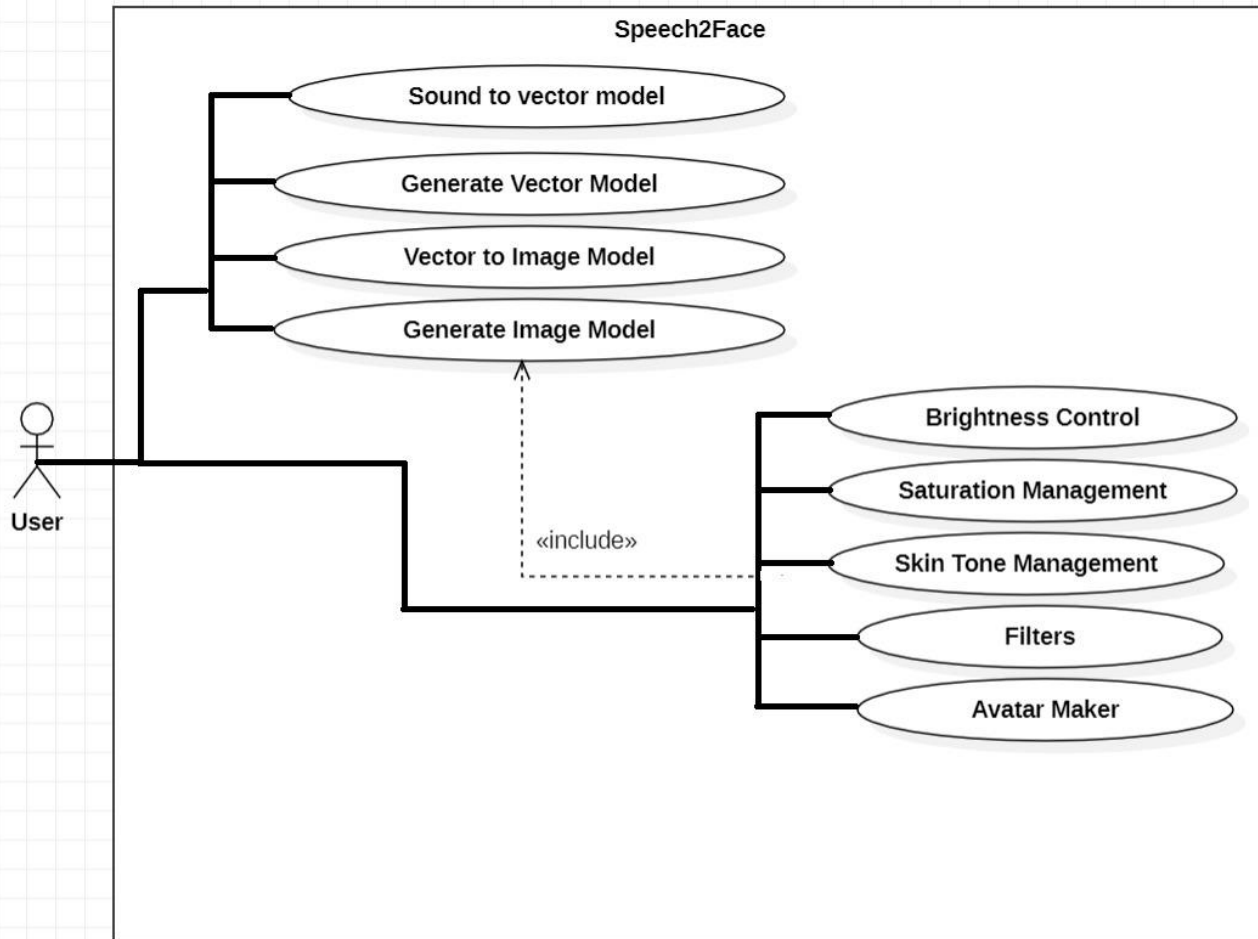 Speech2Face
Sound to vector model
Generate Vector Model
Vector to Image Model
Generate Image Model
Brightness Control
Saturation Management
User
«include»
Skin Tone Management
Filters
Avatar Maker